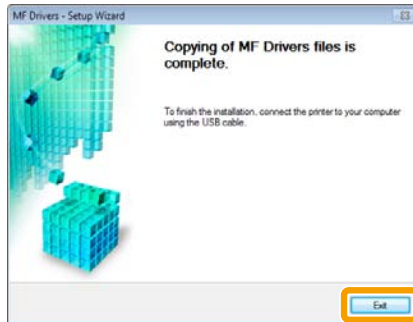 MF Drivers - Setup Wizard
Copying of MF Drivers files is
complete.
To finish the installation, connect the printer to your computer
using the USB cable.
Exit